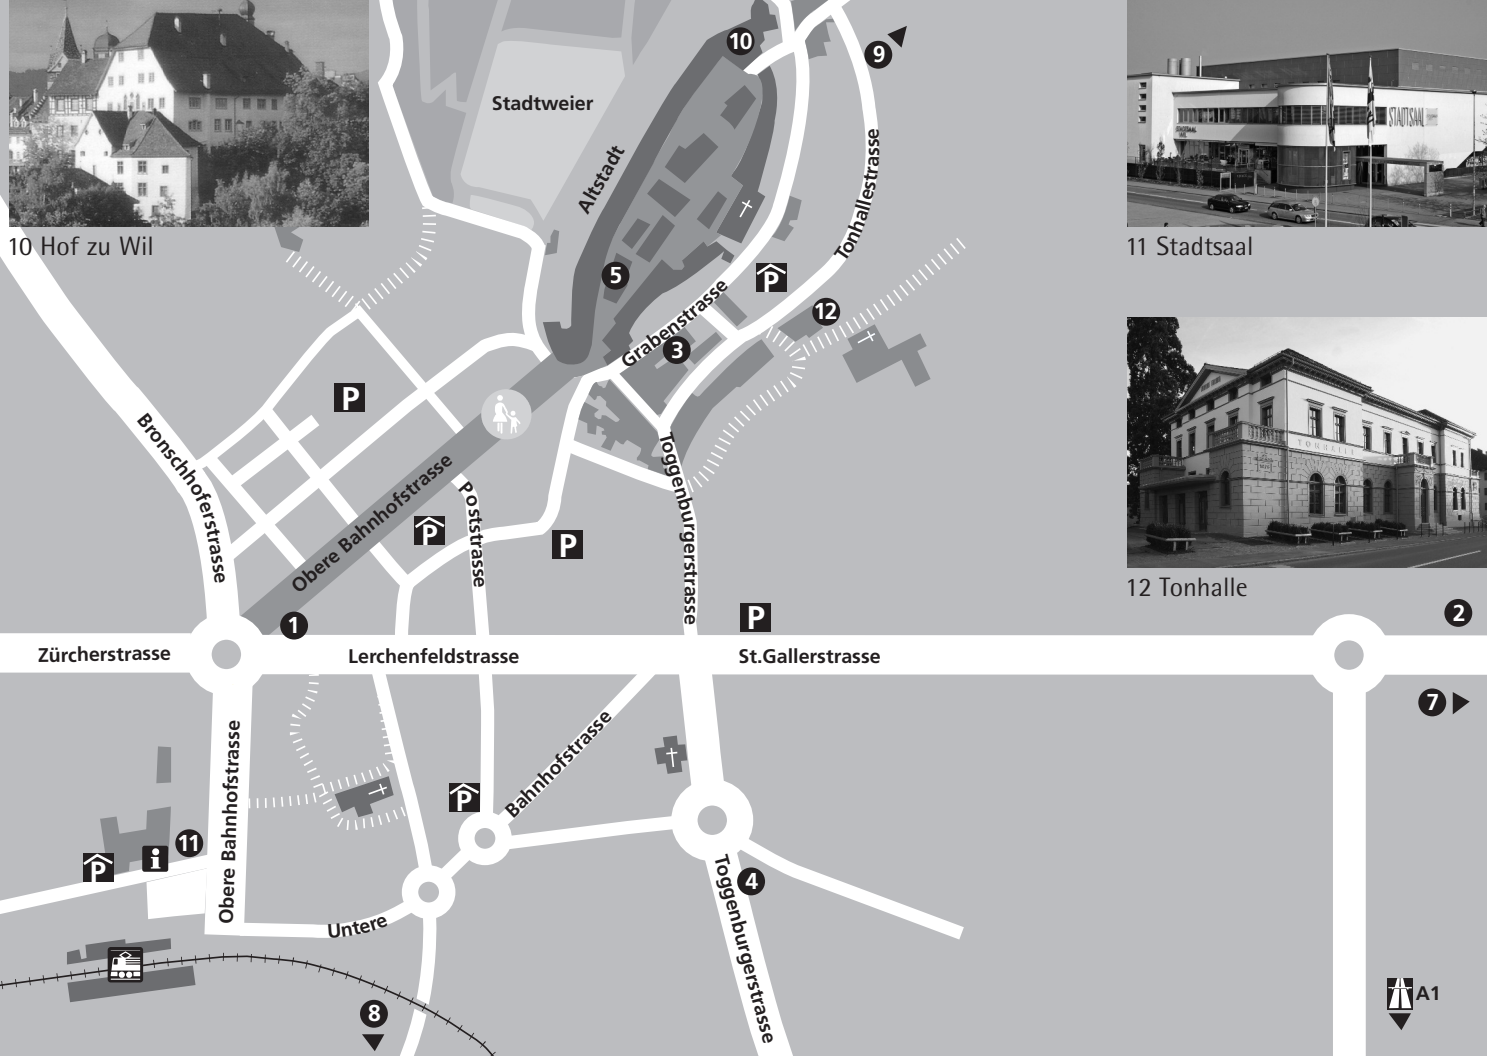 10
9
Stadtweier
Altstadt
Tonhallestrasse
STADTSAAL
10 Hof zu Wil
11 Stadtsaal
5
P
12
Grabenstrasse
3
P
TONHALLE
Bronschhoferstrasse
Obere Bahnhofstrasse
Poststrasse
Toggenburgerstrasse
P
P
12 Tonhalle
1
P
2
Zürcherstrasse
Lerchenfeldstrasse
St.Gallerstrasse
7
Obere Bahnhofstrasse
Bahnhofstrasse
P
11
P
i
4
Toggenburgerstrasse
Untere
8
A1